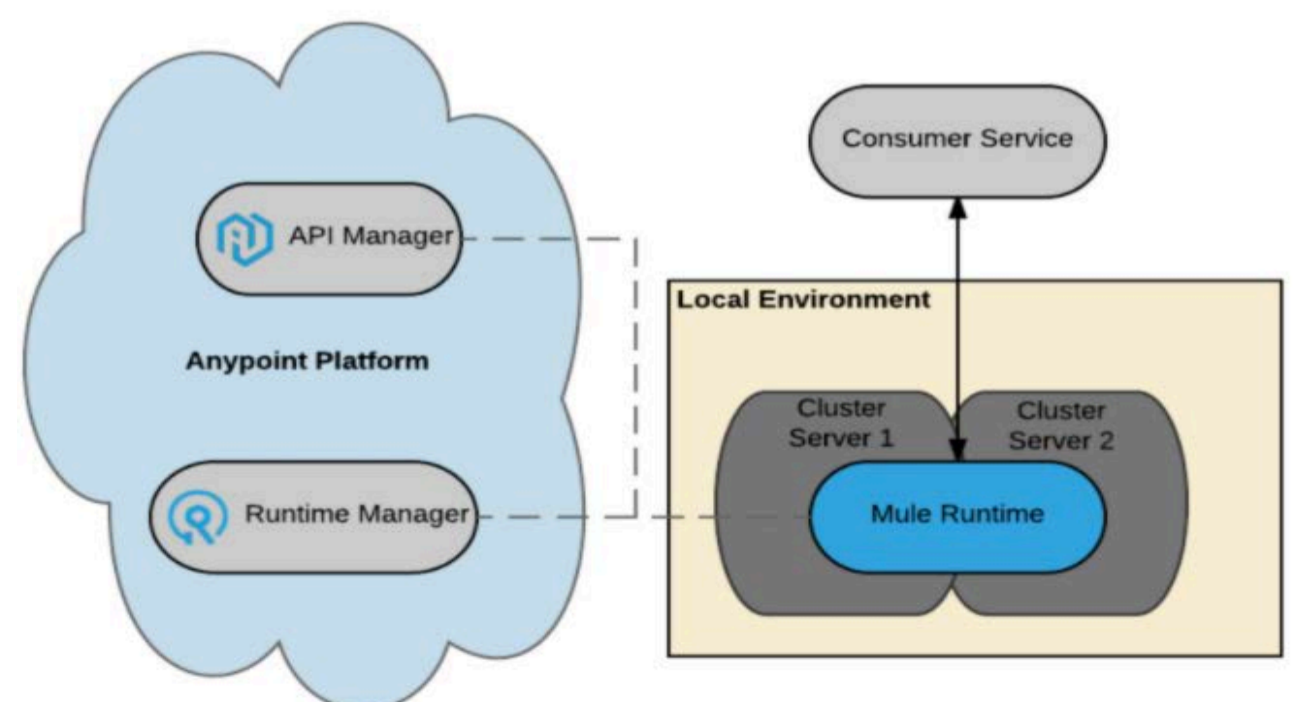 API Manager
Anypoint Platform
Runtime Manager
Consumer Service
Local Environment
Cluster
Server 1
Cluster
Server 2
Mule Runtime